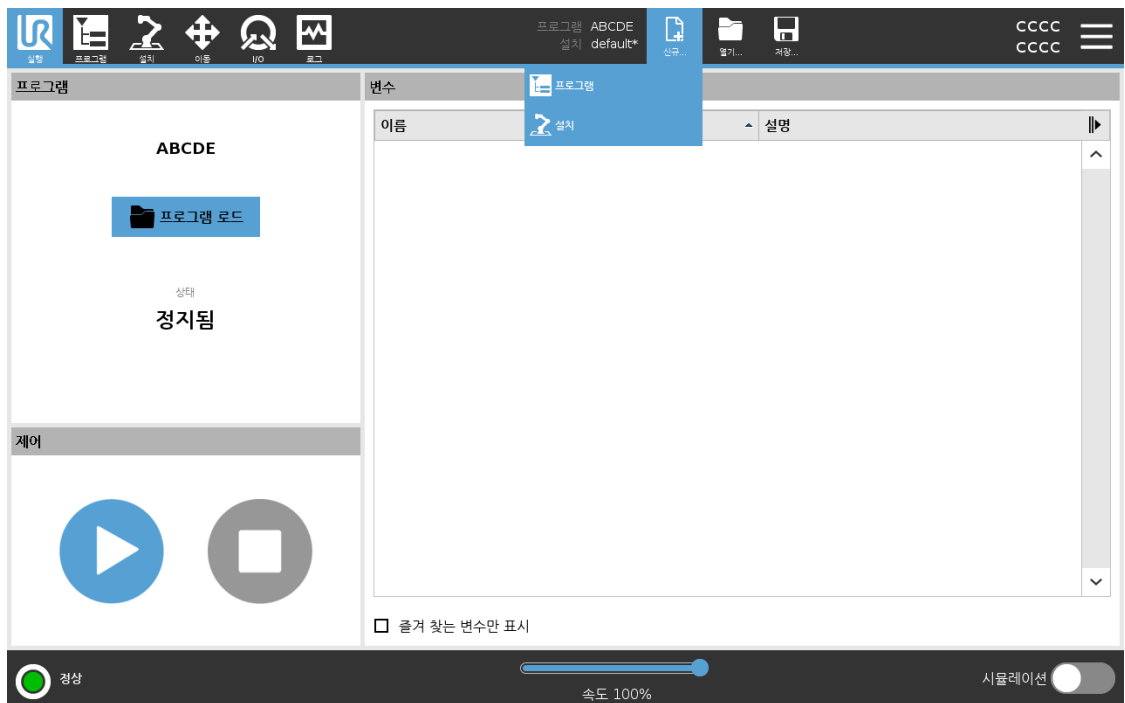 UR
실행
프로그램
설치
이동
I/O
로그
프로그램 ABCDE
설치 default*
신규...
열기...
저장...
CCCC
CCCC
프로그램
설치
프로그램
ABCDE
프로그램 로드
상태
정지됨
제어
변수
이름
설명
즐겨 찾는 변수만 표시
정상
속도 100%
시뮬레이션